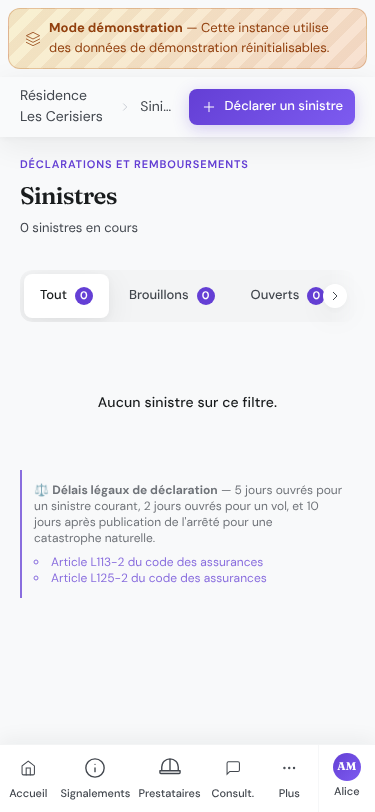 Mode démonstration — Cette instance utilise
des données de démonstration réinitialisables.
Résidence
Les Cerisiers
Sini...
Déclarer un sinistre
DÉCLARATIONS ET REMBOURSEMENTS
Sinistres
0 sinistres en cours
Tout 0
Brouillons 0
Ouverts 0
Aucun sinistre sur ce filtre.
⚖️ Délais légaux de déclaration — 5 jours ouvrés pour
un sinistre courant, 2 jours ouvrés pour un vol, et 10
jours après publication de l'arrêté pour une
catastrophe naturelle.
Article L113-2 du code des assurances
Article L125-2 du code des assurances
Accueil
Signalements
Prestataires
Consult.
Plus
AM
Alice